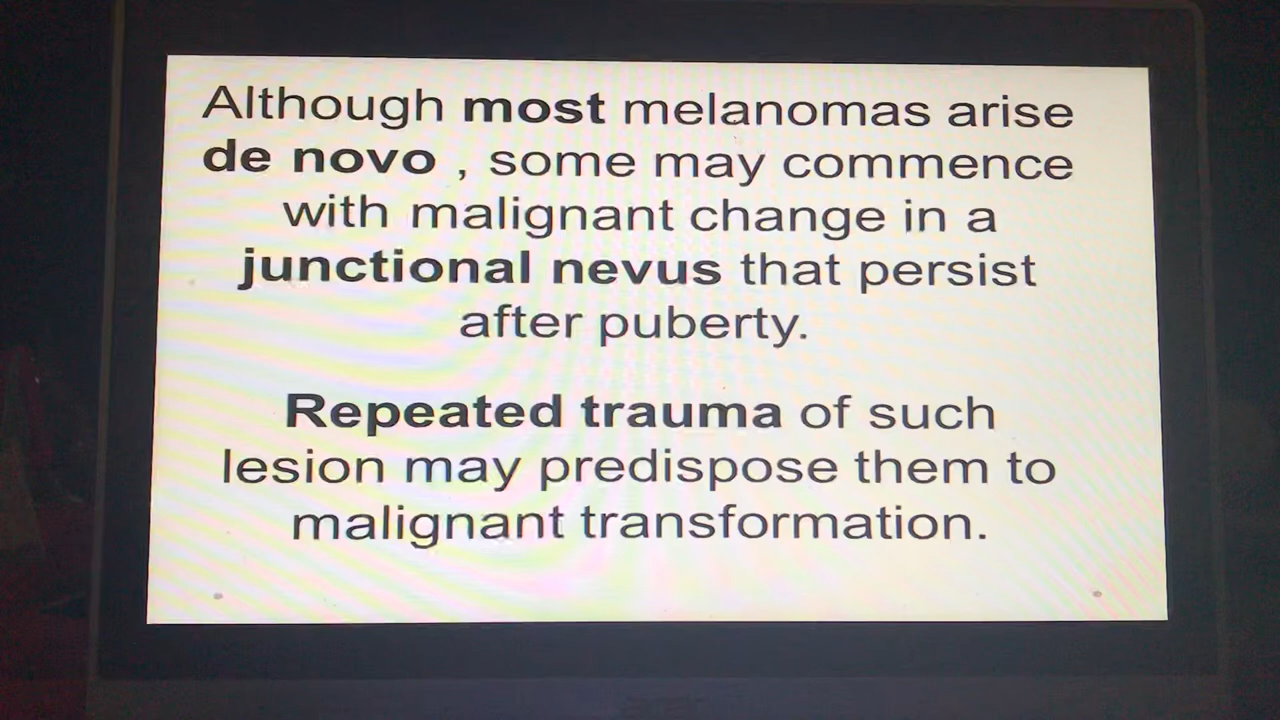 Although most melanomas arise
de novo , some may commence
with malignant change in a
junctional nevus that persist
after puberty.
Repeated trauma of such
lesion may predispose them to
malignant transformation.